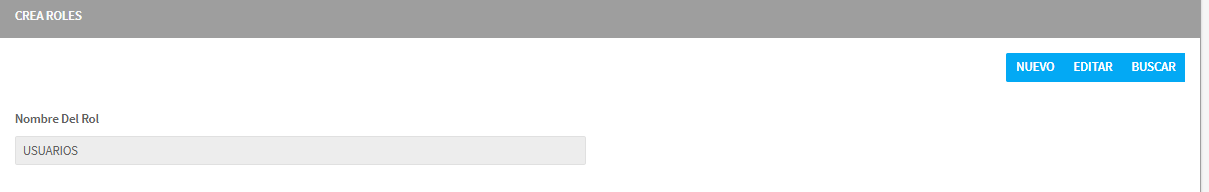 CREA ROLES
NUEVO EDITAR BUSCAR
Nombre Del Rol
USUARIOS